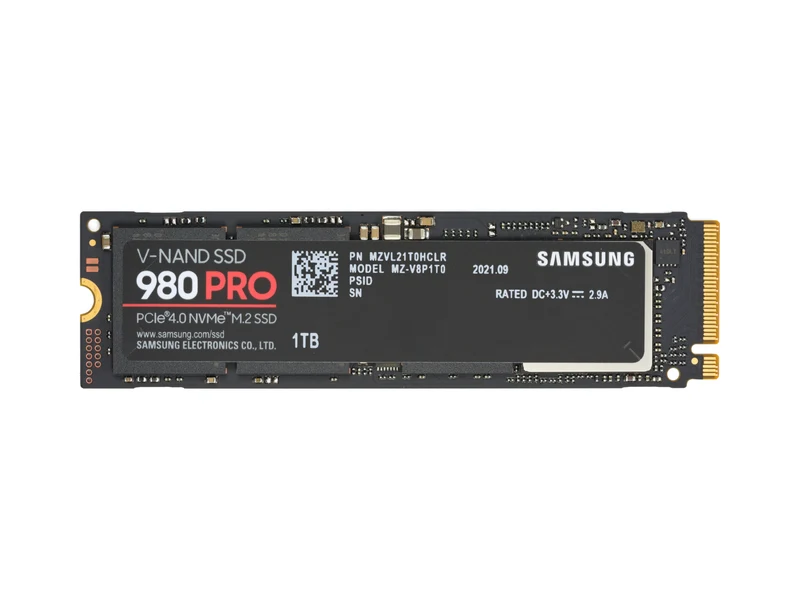 V-NAND SSD
980 PRO
PCIe®4.0 NVMe™M.2 SSD
www.samsung.com/ssd
SAMSUNG ELECTRONICS CO., LTD.
1TB
PN MZVL21T0HCLR
MODEL MZ-V8P1T0
PSID
SN
2021.09
SAMSUNG
RATED DC+3.3V ⎓ 2.9A